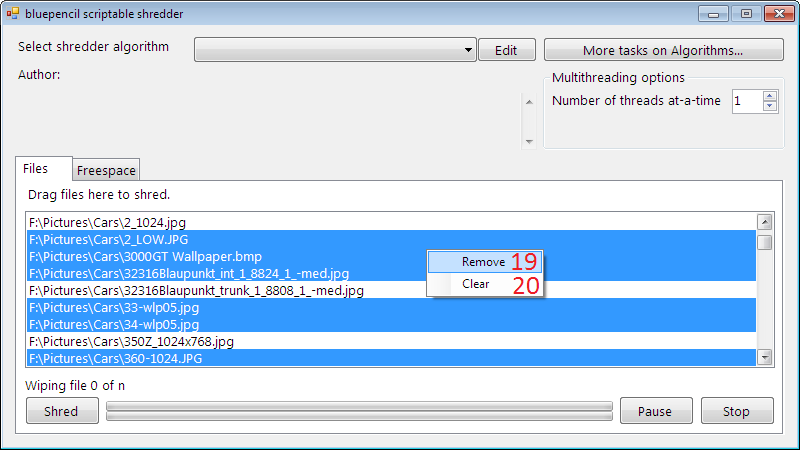 bluepencil scriptable shredder
Select shredder algorithm
Edit
More tasks on Algorithms...
Author:
Multithreading options
Number of threads at-a-time 1
Files
Freespace
Drag files here to shred.
F:\Pictures\Cars\2_1024.jpg
F:\Pictures\Cars\2_LOW.JPG
F:\Pictures\Cars\3000GT Wallpaper.bmp
F:\Pictures\Cars\32316Blaupunkt_int_1_8824_1_-med.jpg
F:\Pictures\Cars\32316Blaupunkt_trunk_1_8808_1_-med.jpg
F:\Pictures\Cars\33-wlp05.jpg
F:\Pictures\Cars\34-wlp05.jpg
F:\Pictures\Cars\350Z_1024x768.jpg
F:\Pictures\Cars\360-1024.JPG
Remove 19
Clear 20
Wiping file 0 of n
Shred
Pause
Stop